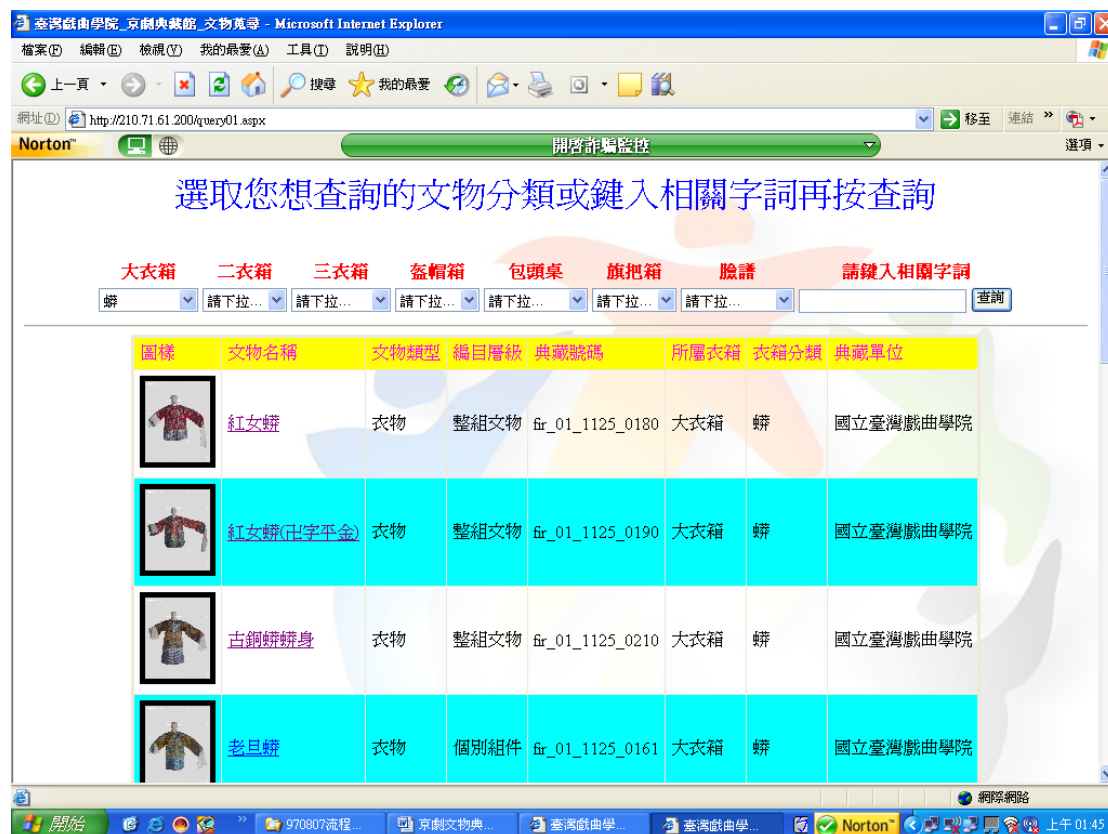 臺灣戲曲學院_京劇典藏館_文物蒐尋 - Microsoft Internet Explorer
檔案(F) 編輯(E) 檢視(V) 我的最愛(A) 工具(T) 說明(H)
上一頁 搜尋 我的最愛
網址(D) http://210.71.61.200/query01.aspx 移至 連結 »
Norton™ 開啓詐騙監控 選項
選取您想查詢的文物分類或鍵入相關字詞再按查詢
大衣箱 二衣箱 三衣箱 盔帽箱 包頭桌 旗把箱 臉譜 請鍵入相關字詞
蟒 請下拉... 請下拉... 請下拉... 請下拉... 請下拉... 請下拉... 查詢
圖樣 文物名稱 文物類型 編目層級 典藏號碼 所屬衣箱 衣箱分類 典藏單位
紅女蟒 衣物 整組文物 fir_01_1125_0180 大衣箱 蟒 國立臺灣戲曲學院
紅女蟒(卍字平金) 衣物 整組文物 fir_01_1125_0190 大衣箱 蟒 國立臺灣戲曲學院
古銅蟒蟒身 衣物 整組文物 fir_01_1125_0210 大衣箱 蟒 國立臺灣戲曲學院
老旦蟒 衣物 個別組件 fir_01_1125_0161 大衣箱 蟒 國立臺灣戲曲學院
網際網路
開始 » 970807流程... 京劇文物典... 臺灣戲曲學... 臺灣戲曲學... Norton™ 上午 01:45